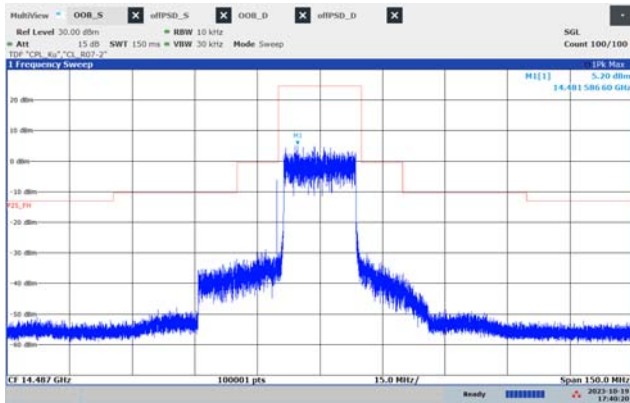 MultiView OOB_S X offPSD_S X OOB_D X offPSD_D X
Ref Level 30.00 dBm RBW 10 kHz SGL
Att 15 dB SWT 150 ms VBW 30 kHz Mode Sweep Count 100/100
TDF "CPL_Ku","CL_R07-2"
1 Frequency Sweep 1Pk Max
M1[1] 5.20 dBm
14.481 586 60 GHz
20 dBm
10 dBm
M1
0 dBm
-10 dBm
P25_FH
-20 dBm
-30 dBm
-40 dBm
-50 dBm
-60 dBm
CF 14.487 GHz 100001 pts 15.0 MHz/ Span 150.0 MHz
Ready 2023-10-19
17:40:20